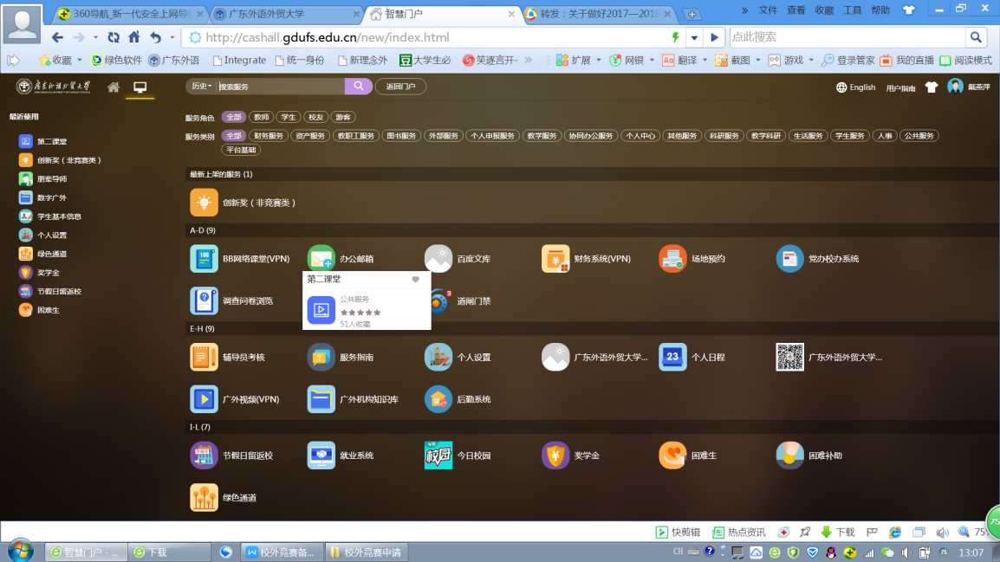 360导航_新一代安全上网导
广东外语外贸大学
智慧门户
转发：关于做好2017—2018
文件 查看 收藏 工具 帮助
http://cashall.gdufs.edu.cn/new/index.html
点此搜索
收藏 绿色软件 广东外语 Integrate 统一身份 新理念外 大学生必 笑逐言开-
扩展 网银 翻译 截图 游戏 登录管家 我的直播 阅读模式
广东外语外贸大学
历史 搜索服务
返回门户
English 用户指南 戴燕萍
最近使用
第二课堂
创新奖（非竞赛类）
朋辈导师
数字广外
学生基本信息
个人设置
绿色通道
奖学金
节假日留返校
困难生
服务角色 全部 教师 学生 校友 游客
服务类别 全部 财务服务 资产服务 教职工服务 图书服务 外部服务 个人申报服务 教学服务 协同办公服务 个人中心 其他服务 科研服务 教学科研 生活服务 学生服务 人事 公共服务
平台基础
最新上架的服务 (1)
创新奖（非竞赛类）
A-D (9)
BB网络课堂(VPN) 办公邮箱 百度文库 财务系统(VPN) 场地预约 党办校办系统
第二课堂
公共服务
51人收藏
调查问卷浏览 道闸门禁
E-H (9)
辅导员考核 服务指南 个人设置 广东外语外贸大学... 个人日程 广东外语外贸大学...
23
广外视频(VPN) 广外机构知识库 后勤系统
I-L (7)
节假日留返校 就业系统 今日校园 奖学金 困难生 困难补助
校园
绿色通道
快剪辑 热点资讯 下载 75%
75
智慧门户 - ... 下载 校外竞赛备... 校外竞赛申请
CH 75 13:07